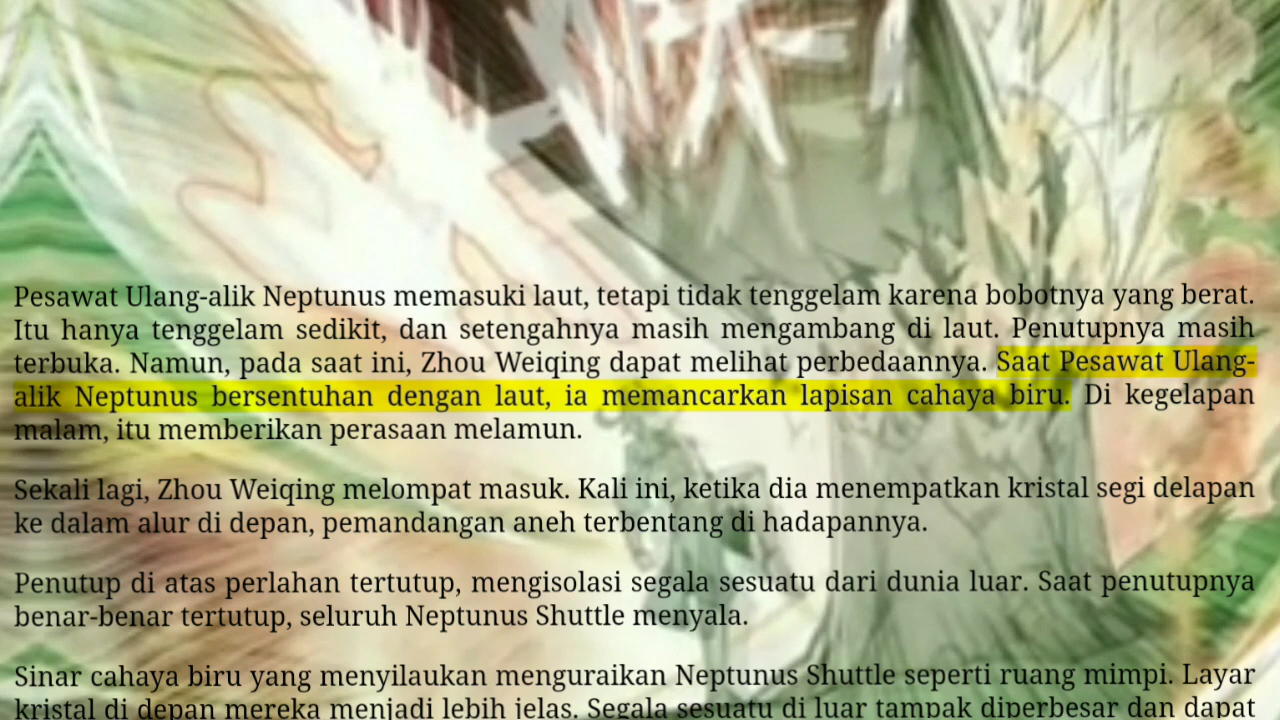 Pesawat Ulang-alik Neptunus memasuki laut, tetapi tidak tenggelam karena bobotnya yang berat.
Itu hanya tenggelam sedikit, dan setengahnya masih mengambang di laut. Penutupnya masih
terbuka. Namun, pada saat ini, Zhou Weiqing dapat melihat perbedaannya. Saat Pesawat Ulang-
alik Neptunus bersentuhan dengan laut, ia memancarkan lapisan cahaya biru. Di kegelapan
malam, itu memberikan perasaan melamun.
Sekali lagi, Zhou Weiqing melompat masuk. Kali ini, ketika dia menempatkan kristal segi delapan
ke dalam alur di depan, pemandangan aneh terbentang di hadapannya.
Penutup di atas perlahan tertutup, mengisolasi segala sesuatu dari dunia luar. Saat penutupnya
benar-benar tertutup, seluruh Neptunus Shuttle menyala.
Sinar cahaya biru yang menyilaukan menguraikan Neptunus Shuttle seperti ruang mimpi. Layar
kristal di depan mereka menjadi lebih jelas. Segala sesuatu di luar tampak diperbesar dan dapat